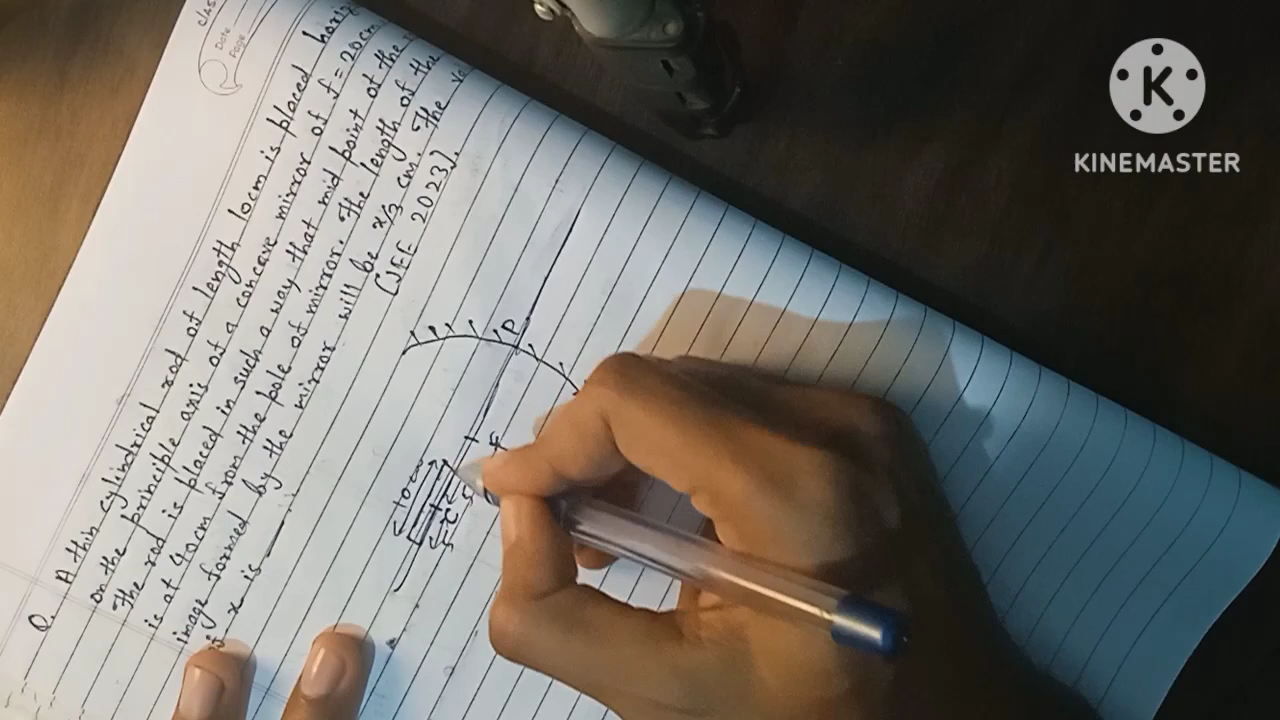 CLAS
Date
Page
Q. A thin cylindrical rod of length 10cm is placed
on the principle axis of a concave mirror of f = 20cm
The rod is placed in such a way that mid point of the
is at 40cm from the pole of mirror. The length of the
image formed by the mirror will be x/3 cm. The
x is
(JEE 2023).
P
F
10cm
5
5
K
KINEMASTER